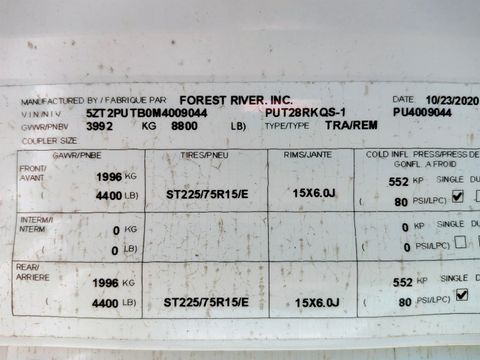 MANUFACTURED BY / FABRIQUE PAR FOREST RIVER, INC. DATE 10/23/2020
V.I.N./N.I.V. 5ZT2PUTB0M4009044 PUT28RKQS-1 PU4009044
GVWR/PNBV 3992 KG 8800 LB) TYPE/TYPE TRA/REM
COUPLER SIZE
GAWR/PNBE TIRES/PNEU RIMS/JANTE COLD INFL PRESS/PRESS DE
GONFL. A FROID
FRONT/
AVANT 1996 KG 552 KP SINGLE DU
( 4400 LB) ST225/75R15/E 15X6.0J ( 80 PSI/LPC)
INTERM/I
NTERM 0 KG 0 KP SINGLE DU
( 0 LB) ( 0 PSI/LPC)
REAR/
ARRIERE 1996 KG 552 KP SINGLE D
( 4400 LB) ST225/75R15/E 15X6.0J ( 80 PSI/LPC)